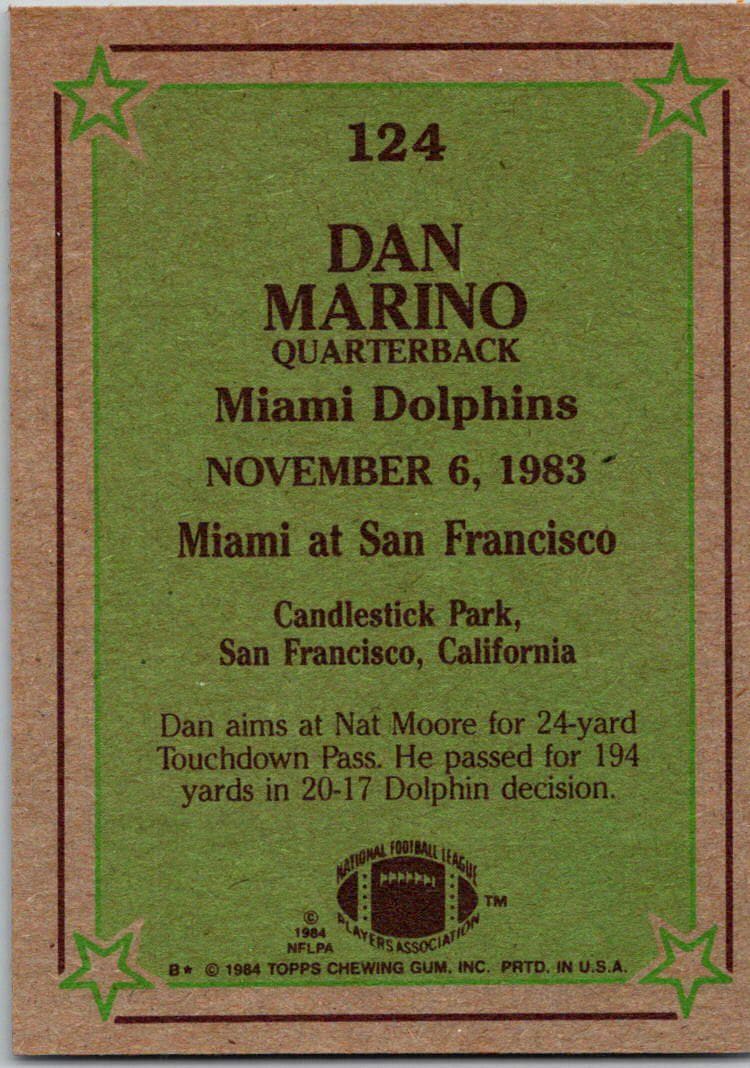 124
DAN
MARINO
QUARTERBACK
Miami Dolphins
NOVEMBER 6, 1983
Miami at San Francisco
Candlestick Park,
San Francisco, California
Dan aims at Nat Moore for 24-yard
Touchdown Pass. He passed for 194
yards in 20-17 Dolphin decision.
NATIONAL FOOTBALL LEAGUE
PLAYERS ASSOCIATION
TM
©
1984
NFLPA
B* © 1984 TOPPS CHEWING GUM, INC. PRTD. IN U.S.A.